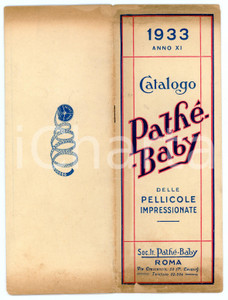 1933
ANNO XI
Catalogo
Pathé-
-Baby
DELLE
PELLICOLE
IMPRESSIONATE
Soc. It. Pathé-Baby
ROMA